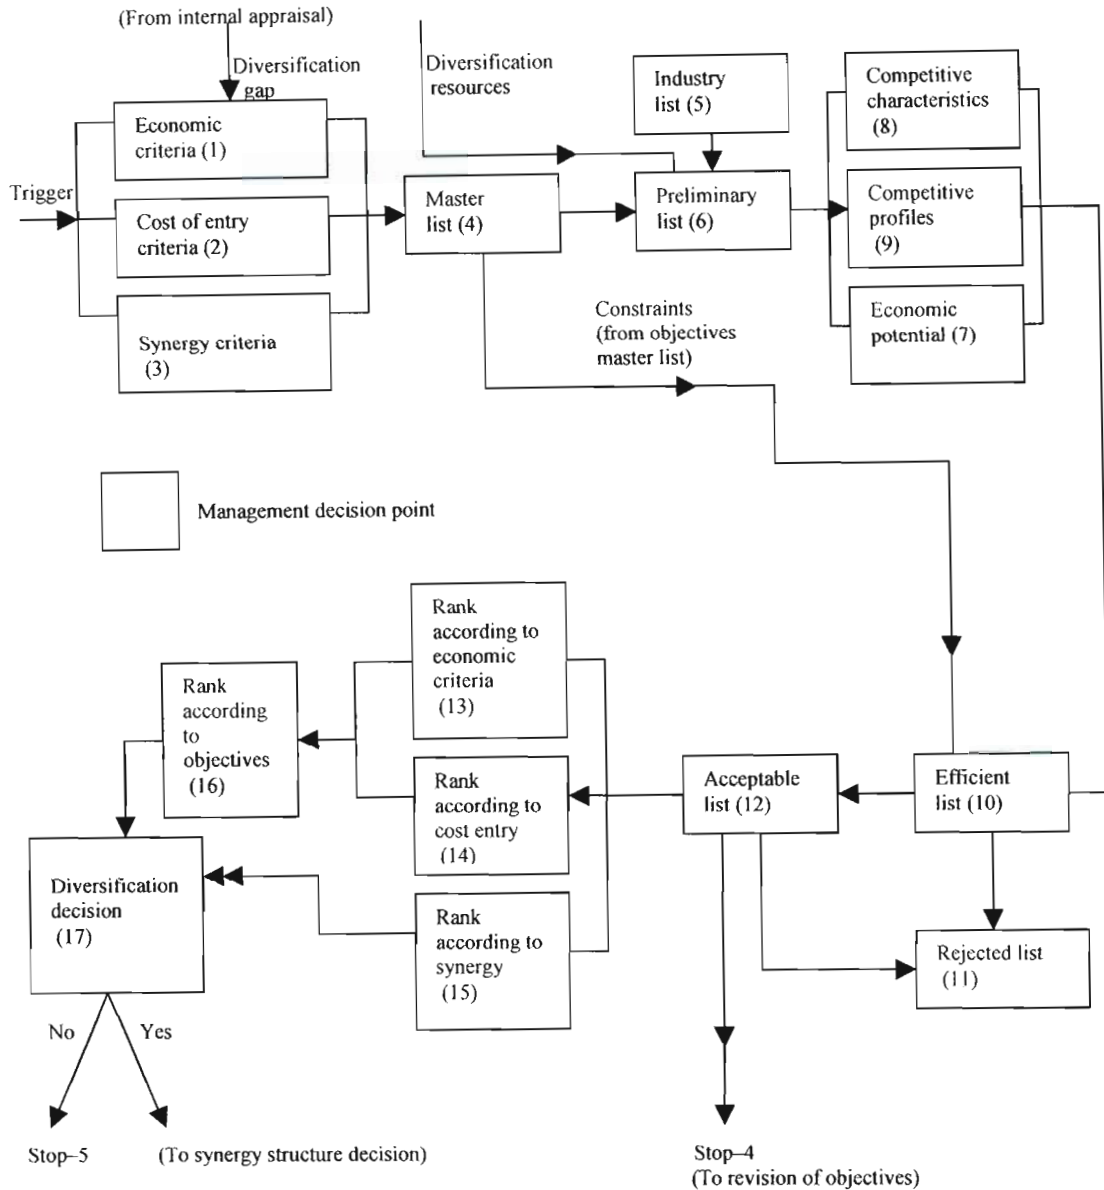 (From internal appraisal)
Diversification
gap
Diversification
resources
Trigger
Economic
criteria (1)
Cost of entry
criteria (2)
Synergy criteria
(3)
Master
list (4)
Industry
list (5)
Preliminary
list (6)
Competitive
characteristics
(8)
Competitive
profiles
(9)
Economic
potential (7)
Constraints
(from objectives
master list)
Management decision point
Rank
according to
economic
criteria
(13)
Rank
according
to
objectives
(16)
Rank
according to
cost entry
(14)
Rank
according to
synergy
(15)
Acceptable
list (12)
Efficient
list (10)
Rejected list
(11)
Diversification
decision
(17)
No
Yes
Stop–5
(To synergy structure decision)
Stop–4
(To revision of objectives)